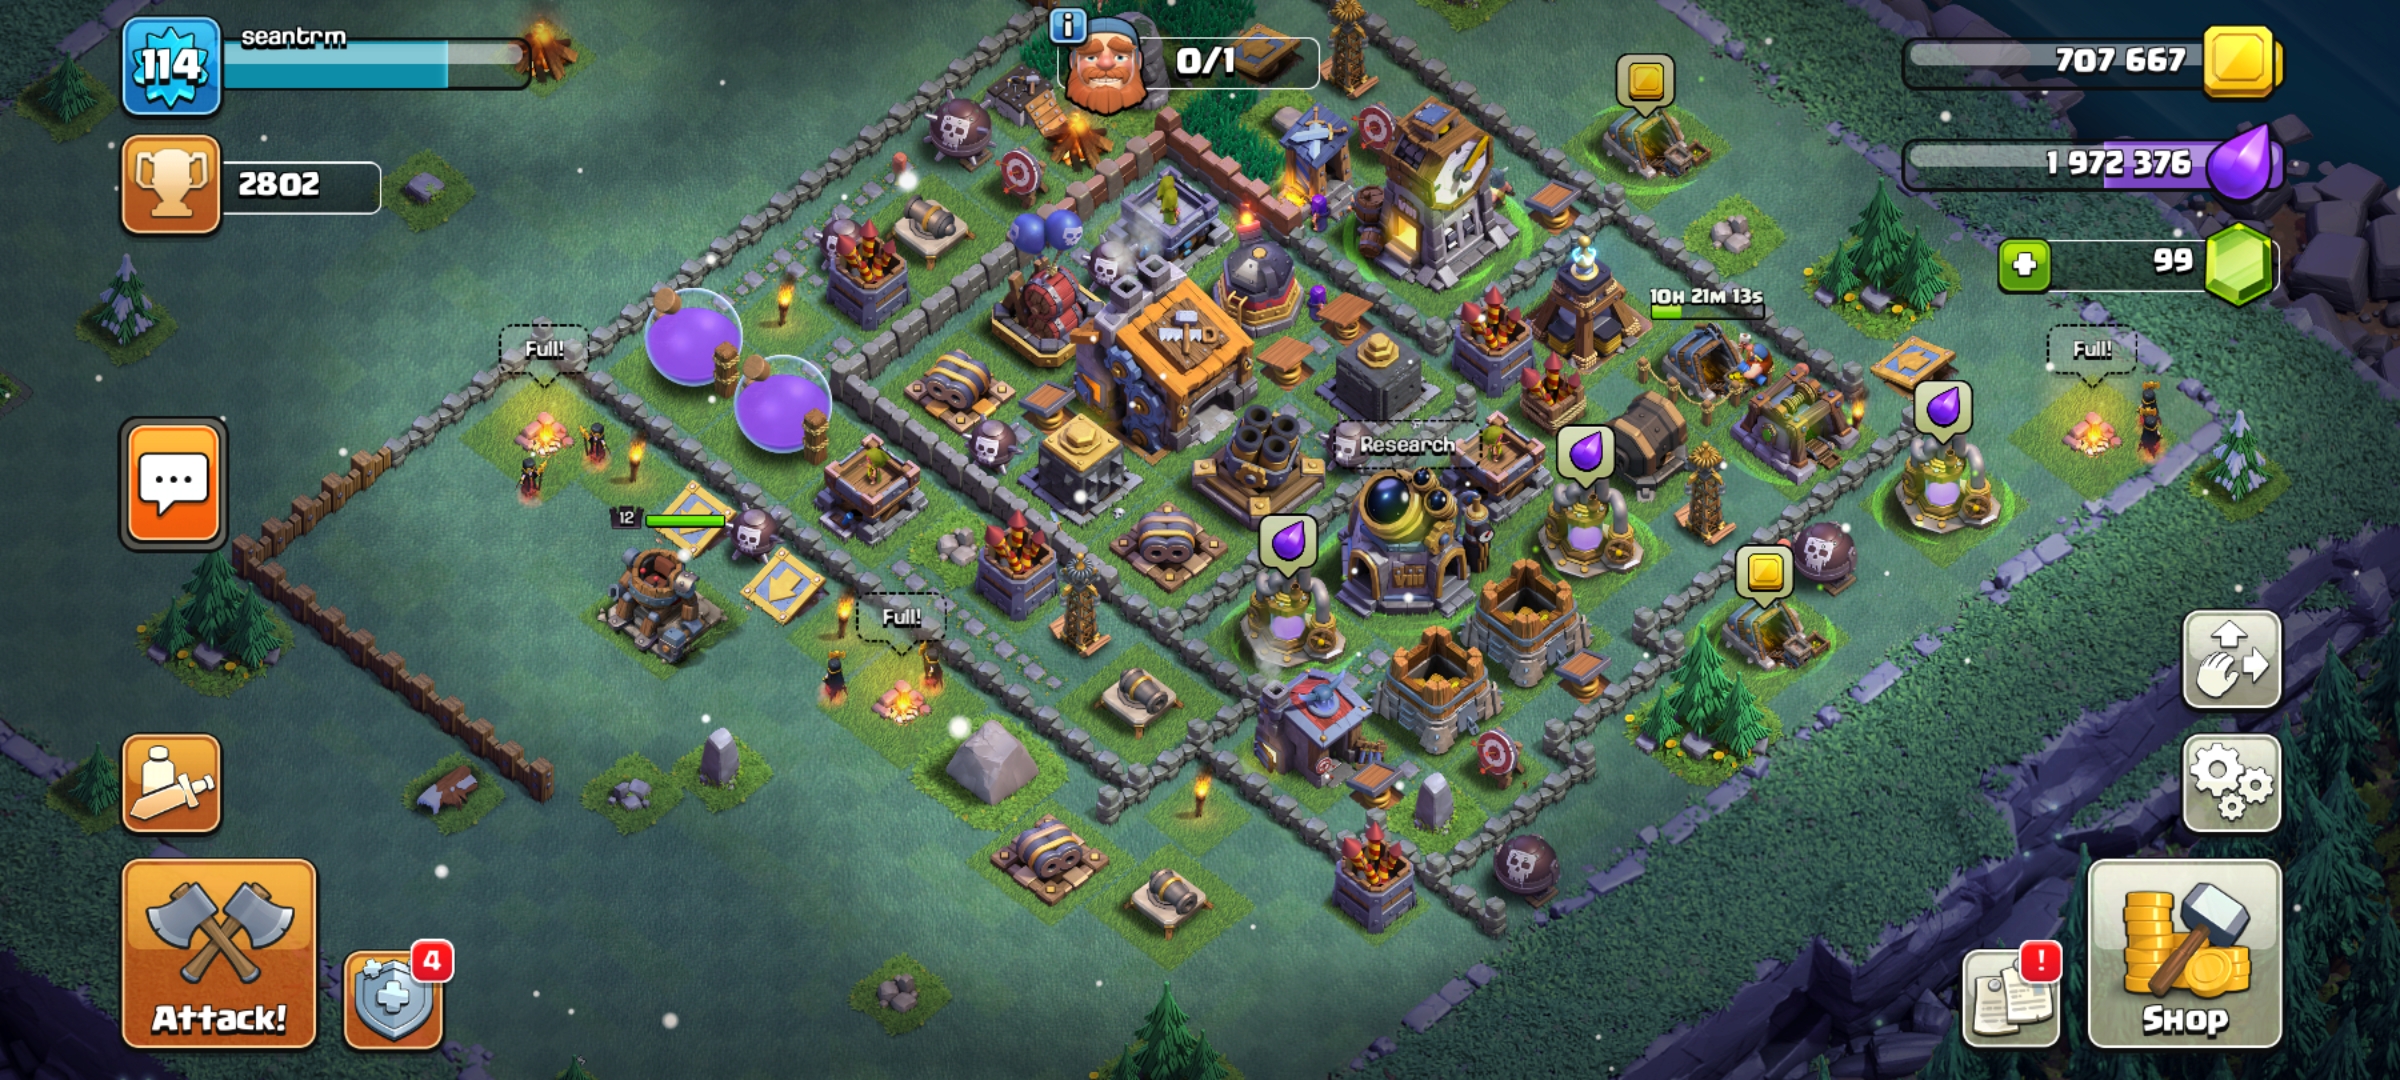 seantrm
114
2802
0/1
707 667
1 972 376
99
10H 21M 13s
Full!
Full!
Research
12
Full!
4
Attack!
!
Shop